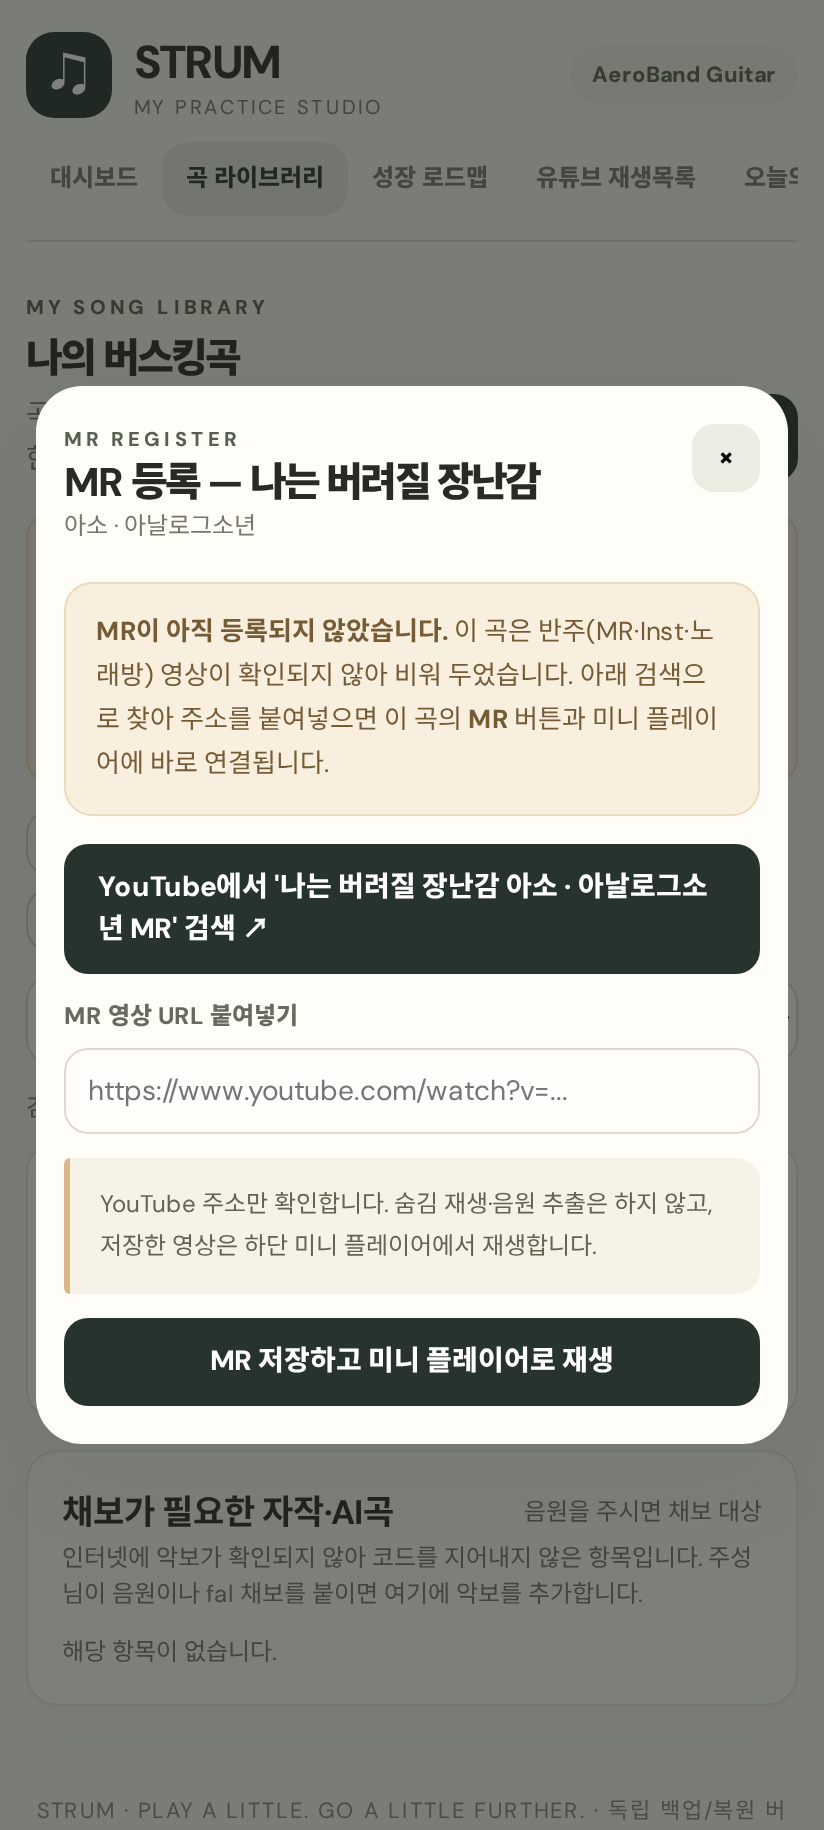 STRUM
MY PRACTICE STUDIO
AeroBand Guitar
대시보드 곡 라이브러리 성장 로드맵 유튜브 재생목록
MY SONG LIBRARY
나의 버스킹곡
MR REGISTER
MR 등록 — 나는 버려질 장난감
×
아소 · 아날로그소년
MR이 아직 등록되지 않았습니다. 이 곡은 반주(MR·Inst·노
래방) 영상이 확인되지 않아 비워 두었습니다. 아래 검색으
로 찾아 주소를 붙여넣으면 이 곡의 MR 버튼과 미니 플레이
어에 바로 연결됩니다.
YouTube에서 '나는 버려질 장난감 아소 · 아날로그소
년 MR' 검색 ↗
MR 영상 URL 붙여넣기
https://www.youtube.com/watch?v=...
YouTube 주소만 확인합니다. 숨김 재생·음원 추출은 하지 않고,
저장한 영상은 하단 미니 플레이어에서 재생합니다.
MR 저장하고 미니 플레이어로 재생
채보가 필요한 자작·AI곡
음원을 주시면 채보 대상
인터넷에 악보가 확인되지 않아 코드를 지어내지 않은 항목입니다. 주성
님이 음원이나 fal 채보를 붙이면 여기에 악보를 추가합니다.
해당 항목이 없습니다.
STRUM · PLAY A LITTLE. GO A LITTLE FURTHER. · 독립 백업/복원 버